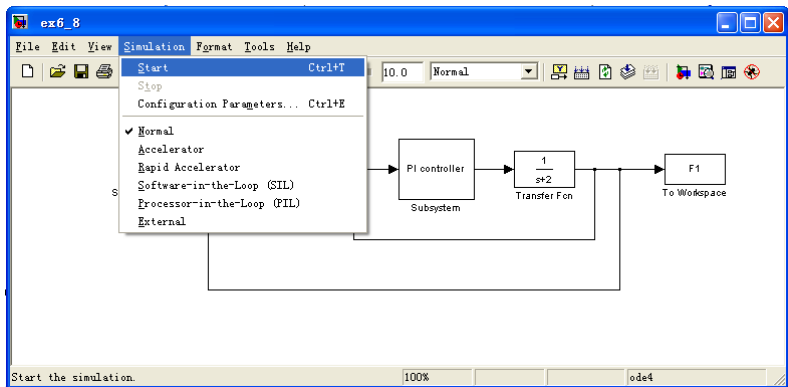 ex6_8
File Edit View Simulation Format Tools Help
10.0 Normal
Start Ctrl+T
Stop
Configuration Parameters... Ctrl+E
Normal
Accelerator
Rapid Accelerator
Software-in-the-Loop (SIL)
Processor-in-the-Loop (PIL)
External
S
PI controller
Subsystem
1
s+2
Transfer Fcn
F1
To Workspace
Start the simulation.
100%
ode4